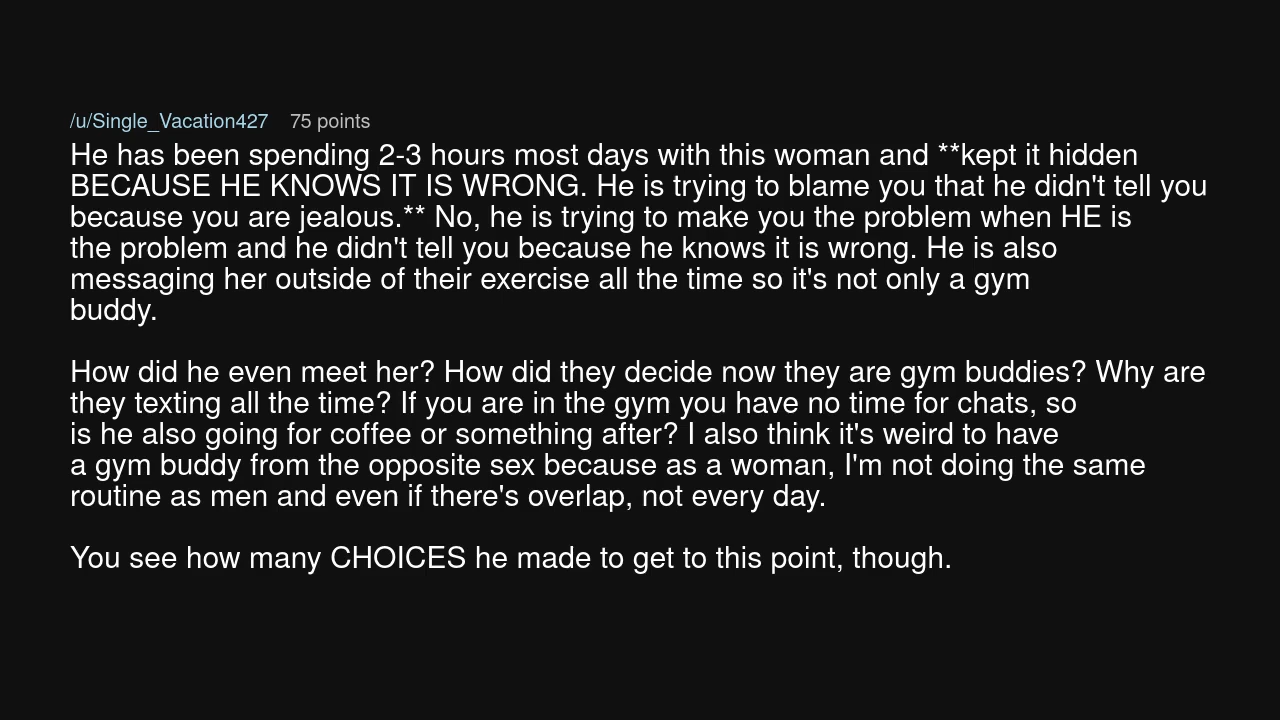 /u/Single_Vacation427 75 points
He has been spending 2-3 hours most days with this woman and **kept it hidden
BECAUSE HE KNOWS IT IS WRONG. He is trying to blame you that he didn't tell you
because you are jealous.** No, he is trying to make you the problem when HE is
the problem and he didn't tell you because he knows it is wrong. He is also
messaging her outside of their exercise all the time so it's not only a gym
buddy.
How did he even meet her? How did they decide now they are gym buddies? Why are
they texting all the time? If you are in the gym you have no time for chats, so
is he also going for coffee or something after? I also think it's weird to have
a gym buddy from the opposite sex because as a woman, I'm not doing the same
routine as men and even if there's overlap, not every day.
You see how many CHOICES he made to get to this point, though.